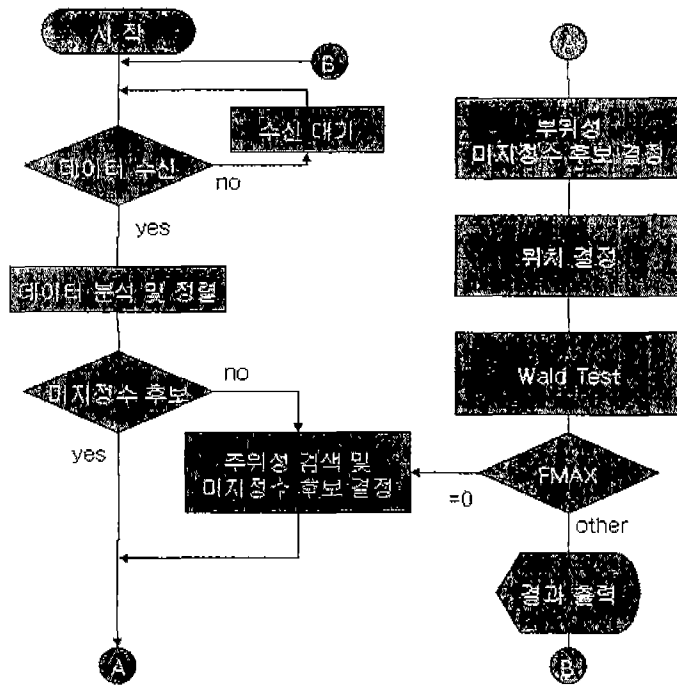 시 작
B
수신 대기
데이터 수신
no
yes
데이터 분석 및 정렬
미지정수 후보
no
yes
주위성 검색 및
미지정수 후보 결정
A
A
부위성
미지정수 후보 결정
위치 결정
Wald Test
FMAX
=0
other
결과 출력
B